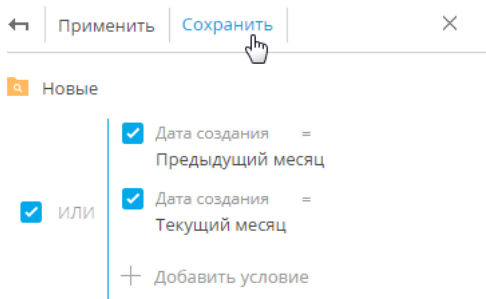 Применить Сохранить
Новые
Дата создания =
Предыдущий месяц
Дата создания =
ИЛИ
Текущий месяц
Добавить условие